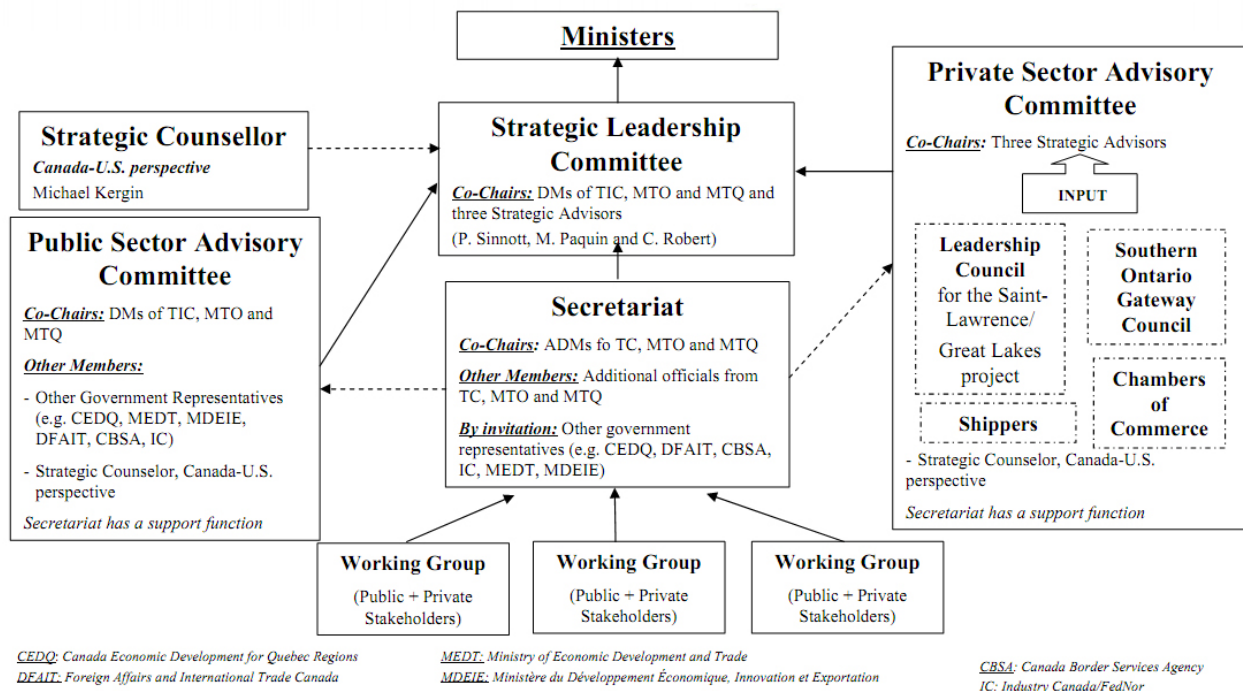 Ministers
Strategic Counsellor
Canada-U.S. perspective
Michael Kergin
Strategic Leadership
Committee
Co-Chairs: DMs of TIC, MTO and MTQ and
three Strategic Advisors
(P. Sinnott, M. Paquin and C. Robert)
Private Sector Advisory
Committee
Co-Chairs: Three Strategic Advisors
INPUT
Leadership
Council
for the Saint-
Lawrence/
Great Lakes
project
Southern
Ontario
Gateway
Council
Shippers
Chambers
of
Commerce
- Strategic Counselor, Canada-U.S.
perspective
Secretariat has a support function
Public Sector Advisory
Committee
Co-Chairs: DMs of TIC, MTO and
MTQ
Other Members:
- Other Government Representatives
(e.g. CEDQ, MEDT, MDEIE,
DFAIT, CBSA, IC)
- Strategic Counselor, Canada-U.S.
perspective
Secretariat has a support function
Secretariat
Co-Chairs: ADMs fo TC, MTO and MTQ
Other Members: Additional officials from
TC, MTO and MTQ
By invitation: Other government
representatives (e.g. CEDQ, DFAIT, CBSA,
IC, MEDT, MDEIE)
Working Group
(Public + Private
Stakeholders)
Working Group
(Public + Private
Stakeholders)
Working Group
(Public + Private
Stakeholders)
CEDQ: Canada Economic Development for Quebec Regions
DFAIT: Foreign Affairs and International Trade Canada
MEDT: Ministry of Economic Development and Trade
MDEIE: Ministère du Développement Économique, Innovation et Exportation
CBSA: Canada Border Services Agency
IC: Industry Canada/FedNor